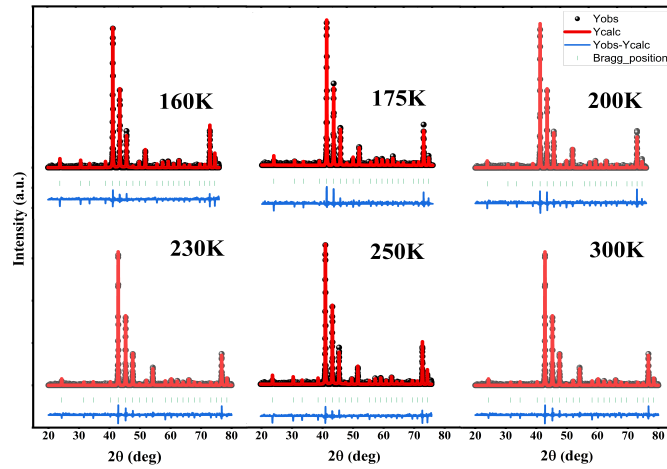 Yobs
Ycalc
Yobs-Ycalc
Bragg_position
160K
175K
200K
230K
250K
300K
Intensity (a.u.)
20 30 40 50 60 70 80
20 30 40 50 60 70 80
20 30 40 50 60 70 80
2θ (deg)
2θ (deg)
2θ (deg)